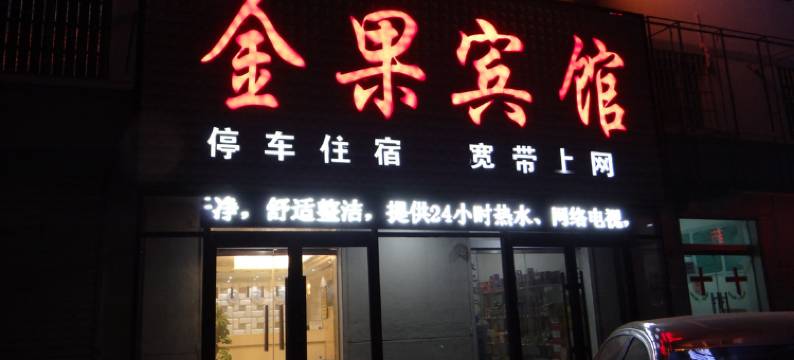 金果宾馆
停车住宿 宽带上网
净，舒适整洁，提供24小时热水、网络电视，